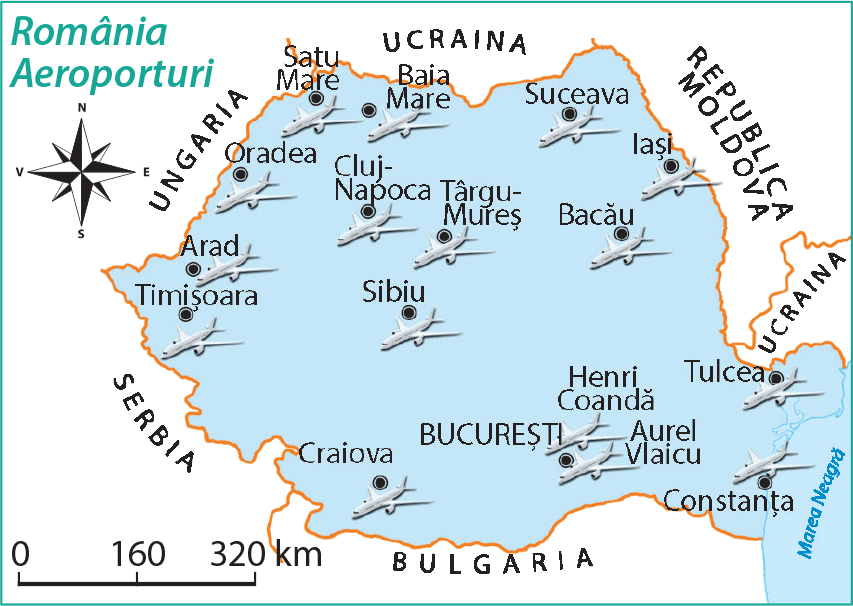 România
Aeroporturi
UCRAINA
Satu
Mare
Baia
Mare
Suceava
REPUBLICA
MOLDOVA
N
V
E
S
UNGARIA
Oradea
Cluj-
Napoca
Târgu-
Mureș
Iași
Bacău
Arad
Timișoara
Sibiu
UCRAINA
SERBIA
Henri
Coandă
Tulcea
BUCUREȘTI
Aurel
Vlaicu
Craiova
Constanța
Marea Neagră
0 160 320 km
BULGARIA